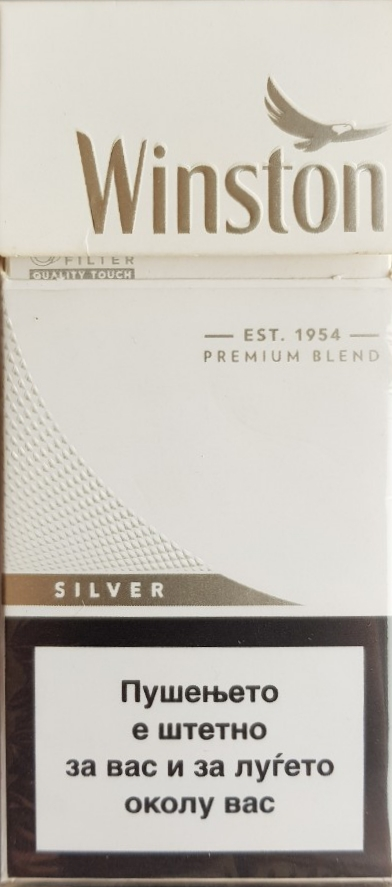 Winston
FILTER
QUALITY TOUCH
EST. 1954
PREMIUM BLEND
SILVER
Пушењето
е штетно
за вас и за луѓето
околу вас